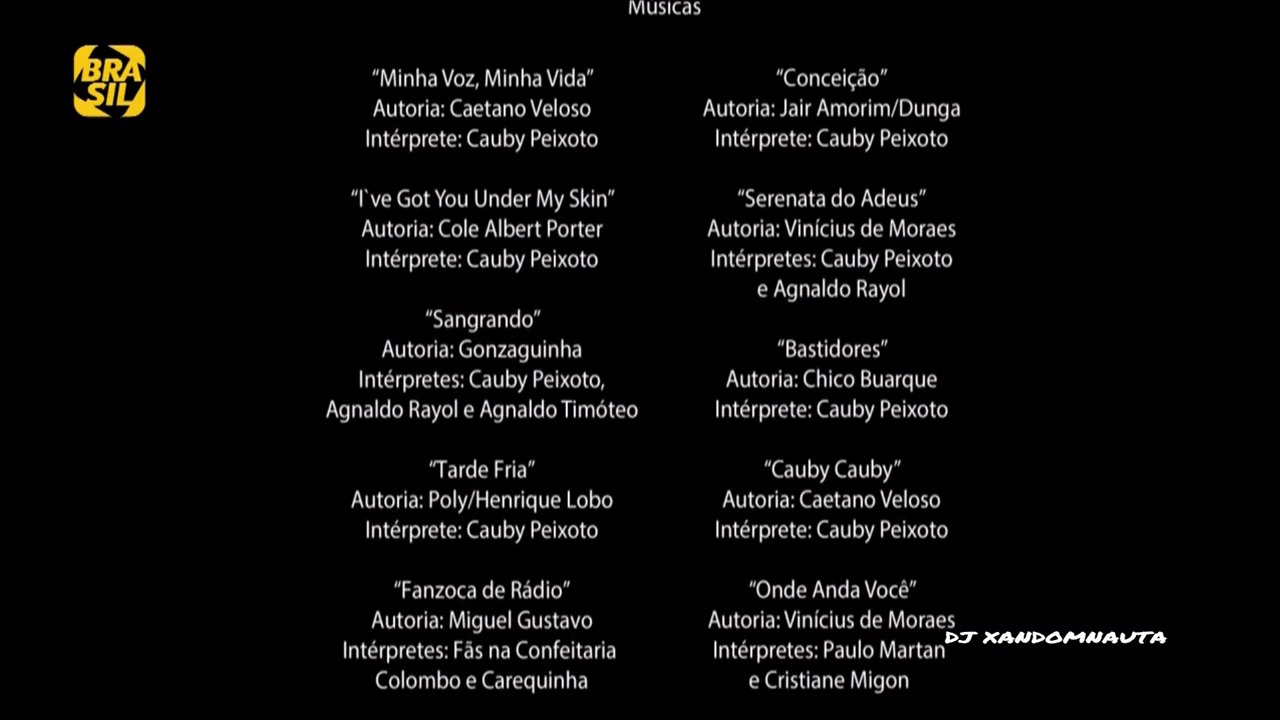 Músicas
BRA
SIL
“Minha Voz, Minha Vida”
Autoria: Caetano Veloso
Intérprete: Cauby Peixoto
“I`ve Got You Under My Skin”
Autoria: Cole Albert Porter
Intérprete: Cauby Peixoto
“Sangrando”
Autoria: Gonzaguinha
Intérpretes: Cauby Peixoto,
Agnaldo Rayol e Agnaldo Timóteo
“Tarde Fria”
Autoria: Poly/Henrique Lobo
Intérprete: Cauby Peixoto
“Fanzoca de Rádio”
Autoria: Miguel Gustavo
Intérpretes: Fãs na Confeitaria
Colombo e Carequinha
“Conceição”
Autoria: Jair Amorim/Dunga
Intérprete: Cauby Peixoto
“Serenata do Adeus”
Autoria: Vinícius de Moraes
Intérpretes: Cauby Peixoto
e Agnaldo Rayol
“Bastidores”
Autoria: Chico Buarque
Intérprete: Cauby Peixoto
“Cauby Cauby”
Autoria: Caetano Veloso
Intérprete: Cauby Peixoto
“Onde Anda Você”
Autoria: Vinícius de Moraes
Intérpretes: Paulo Martan
e Cristiane Migon
DJ XANDOMNAUTA